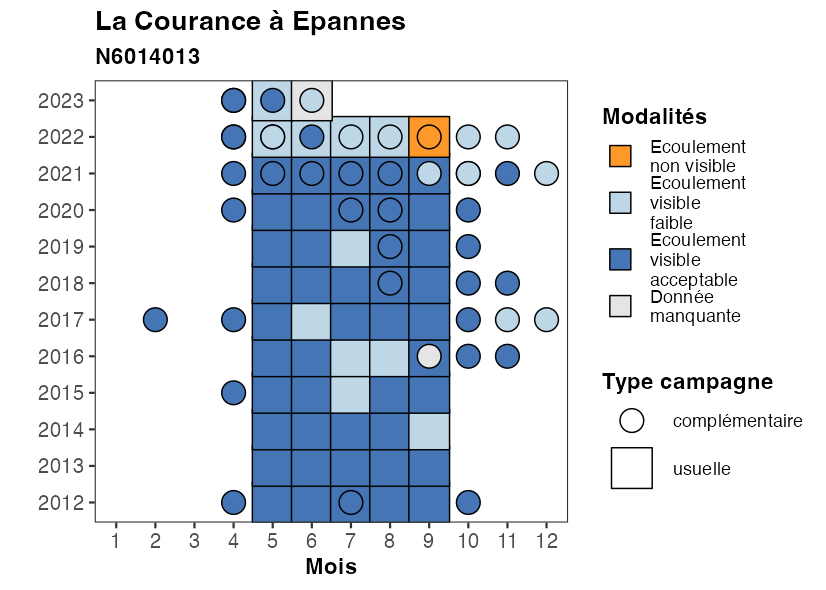 La Courance à Epannes
N6014013
2023
2022
2021
2020
2019
2018
2017
2016
2015
2014
2013
2012
1 2 3 4 5 6 7 8 9 10 11 12
Mois
Modalités
Ecoulement
non visible
Ecoulement
visible
faible
Ecoulement
visible
acceptable
Donnée
manquante
Type campagne
complémentaire
usuelle